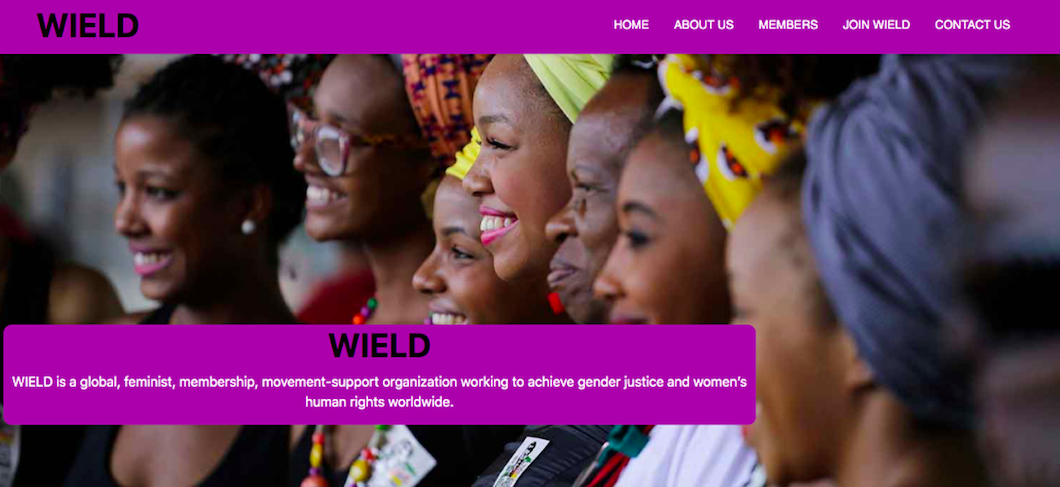 WIELD
HOME ABOUT US MEMBERS JOIN WIELD CONTACT US
WIELD
WIELD is a global, feminist, membership, movement-support organization working to achieve gender justice and women's
human rights worldwide.